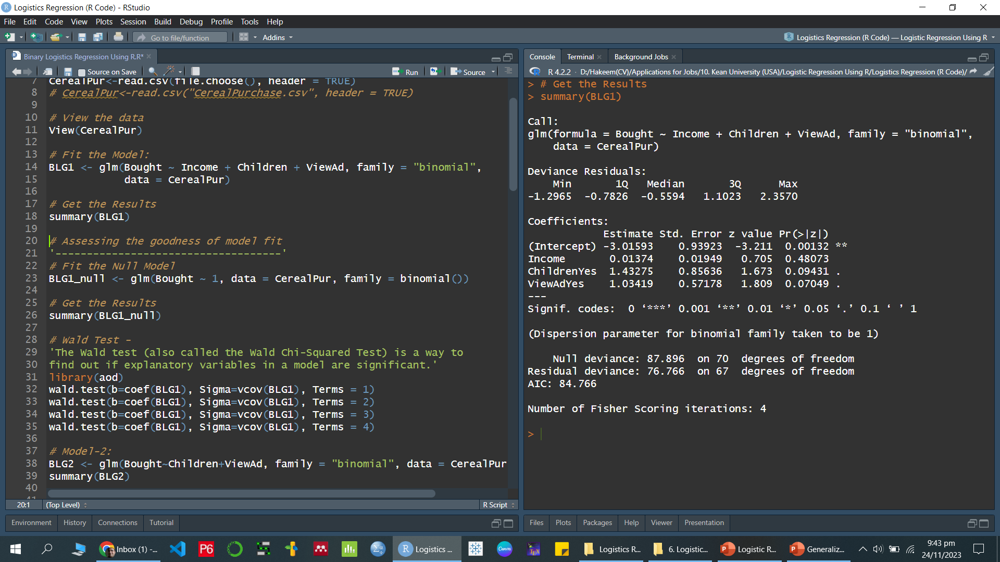 Logistics Regression (R Code) - RStudio
File Edit Code View Plots Session Build Debug Profile Tools Help
Go to file/function Addins Logistics Regression (R Code) — Logistic Regression Using R
Binary Logistics Regression Using R.R*
Source on Save Run Source
7 CerealPur<-read.csv(file.choose(), header = TRUE)
8 # CerealPur<-read.csv("CerealPurchase.csv", header = TRUE)
9
10 # View the data
11 View(CerealPur)
12
13 # Fit the Model:
14 BLG1 <- glm(Bought ~ Income + Children + ViewAd, family = "binomial",
15 data = CerealPur)
16
17 # Get the Results
18 summary(BLG1)
19
20 # Assessing the goodness of model fit
21 '------------------------------------'
22 # Fit the Null Model
23 BLG1_null <- glm(Bought ~ 1, data = CerealPur, family = binomial())
24
25 # Get the Results
26 summary(BLG1_null)
27
28 # Wald Test -
29 'The Wald test (also called the Wald Chi-Squared Test) is a way to
30 find out if explanatory variables in a model are significant.'
31 library(aod)
32 wald.test(b=coef(BLG1), Sigma=vcov(BLG1), Terms = 1)
33 wald.test(b=coef(BLG1), Sigma=vcov(BLG1), Terms = 2)
34 wald.test(b=coef(BLG1), Sigma=vcov(BLG1), Terms = 3)
35 wald.test(b=coef(BLG1), Sigma=vcov(BLG1), Terms = 4)
36
37 # Model-2:
38 BLG2 <- glm(Bought~Children+ViewAd, family = "binomial", data = CerealPur
39 summary(BLG2)
40
41
20:1 (Top Level) R Script
Environment History Connections Tutorial
Console Terminal Background Jobs
R 4.2.2 · D:/Hakeem(CV)/Applications for Jobs/10. Kean University (USA)/Logistic Regression Using R/Logistics Regression (R Code)/
> # Get the Results
> summary(BLG1)
Call:
glm(formula = Bought ~ Income + Children + ViewAd, family = "binomial",
data = CerealPur)
Deviance Residuals:
Min 1Q Median 3Q Max
-1.2965 -0.7826 -0.5594 1.1023 2.3570
Coefficients:
Estimate Std. Error z value Pr(>|z|)
(Intercept) -3.01593 0.93923 -3.211 0.00132 **
Income 0.01374 0.01949 0.705 0.48073
ChildrenYes 1.43275 0.85636 1.673 0.09431 .
ViewAdYes 1.03419 0.57178 1.809 0.07049 .
---
Signif. codes: 0 ‘***’ 0.001 ‘**’ 0.01 ‘*’ 0.05 ‘.’ 0.1 ‘ ’ 1
(Dispersion parameter for binomial family taken to be 1)
Null deviance: 87.896 on 70 degrees of freedom
Residual deviance: 76.766 on 67 degrees of freedom
AIC: 84.766
Number of Fisher Scoring iterations: 4
>
Files Plots Packages Help Viewer Presentation
Inbox (1) -... P6 Logistics ... Canva Logistics R... 6. Logistic... Logistic R... Generaliz...
9:43 pm
24/11/2023